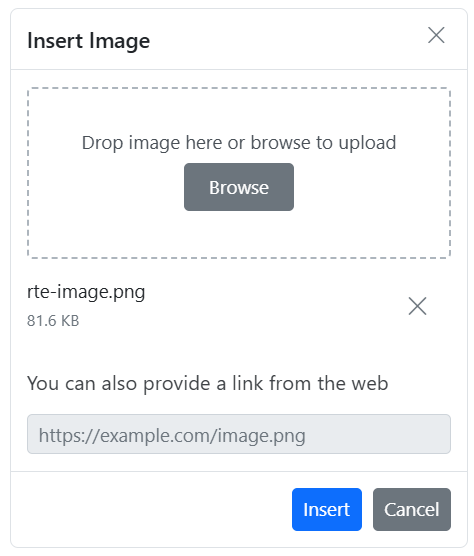 Insert Image
Drop image here or browse to upload
Browse
rte-image.png
81.6 KB
You can also provide a link from the web
https://example.com/image.png
Insert
Cancel